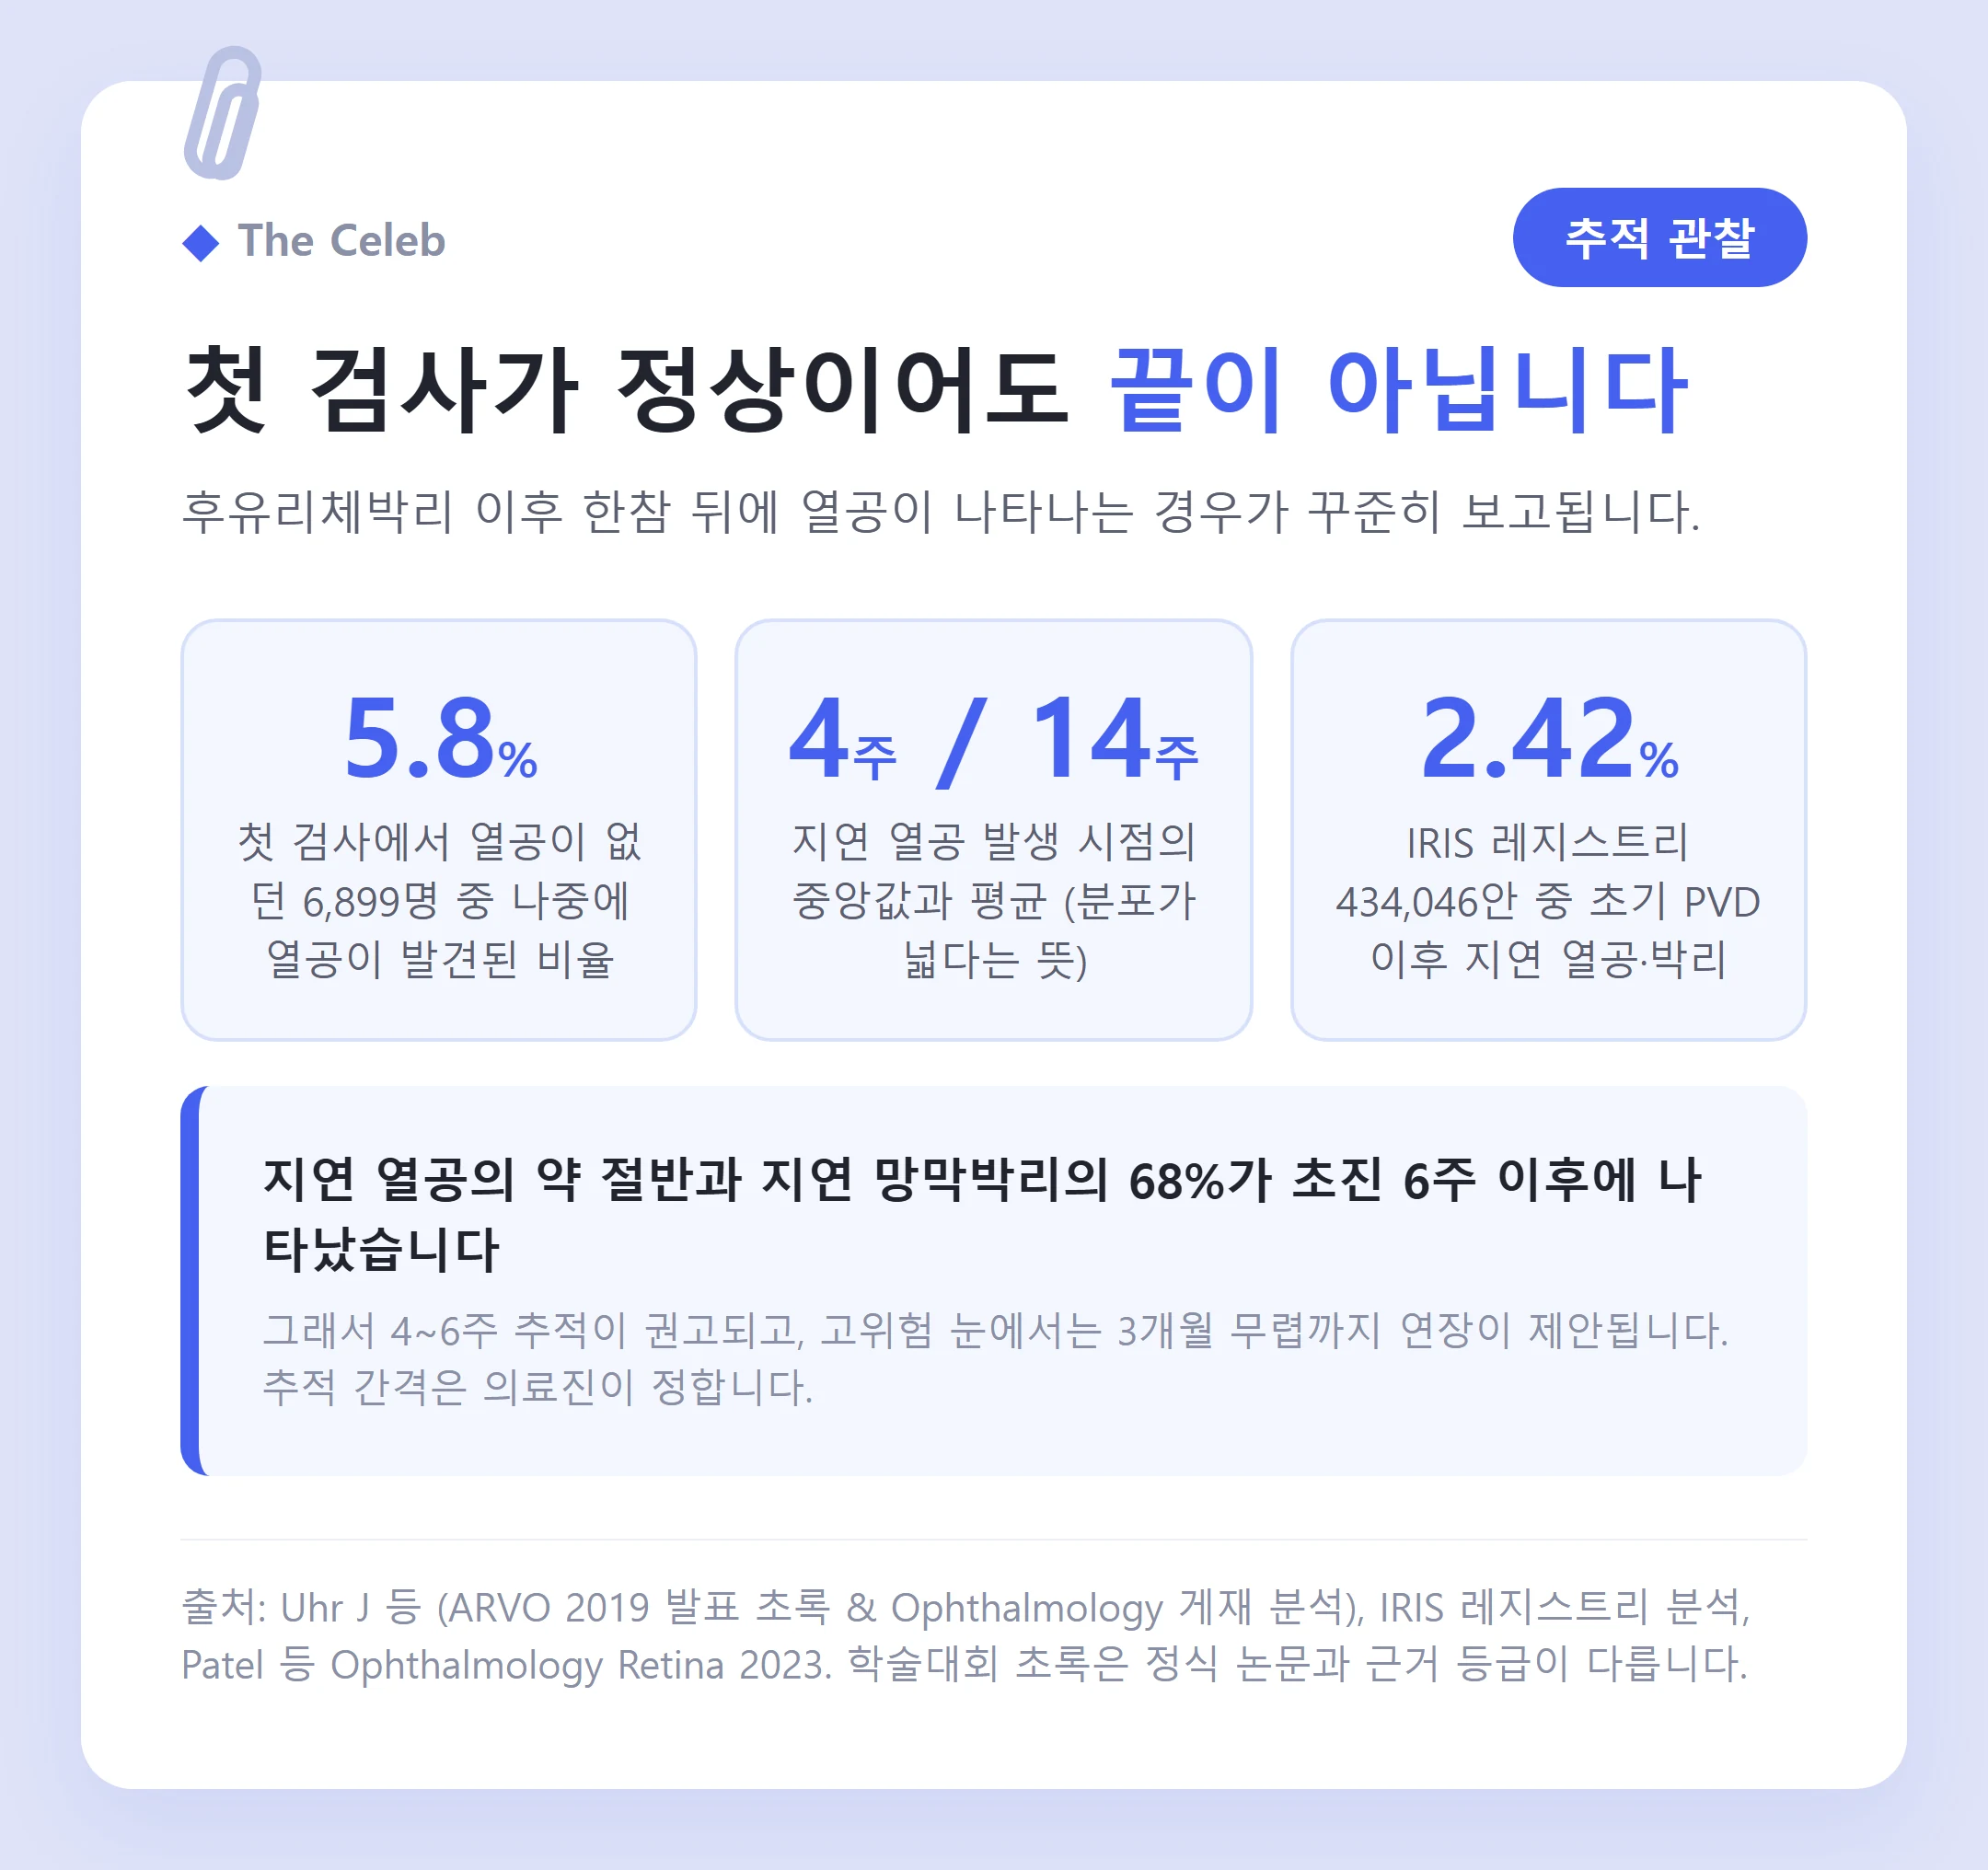 The Celeb
추적 관찰
첫 검사가 정상이어도 끝이 아닙니다
후유리체박리 이후 한참 뒤에 열공이 나타나는 경우가 꾸준히 보고됩니다.
5.8%
첫 검사에서 열공이 없
던 6,899명 중 나중에
열공이 발견된 비율
4주 / 14주
지연 열공 발생 시점의
중앙값과 평균 (분포가
넓다는 뜻)
2.42%
IRIS 레지스트리
434,046안 중 초기 PVD
이후 지연 열공·박리
지연 열공의 약 절반과 지연 망막박리의 68%가 초진 6주 이후에 나
타났습니다
그래서 4~6주 추적이 권고되고, 고위험 눈에서는 3개월 무렵까지 연장이 제안됩니다.
추적 간격은 의료진이 정합니다.
출처: Uhr J 등 (ARVO 2019 발표 초록 & Ophthalmology 게재 분석), IRIS 레지스트리 분석,
Patel 등 Ophthalmology Retina 2023. 학술대회 초록은 정식 논문과 근거 등급이 다릅니다.